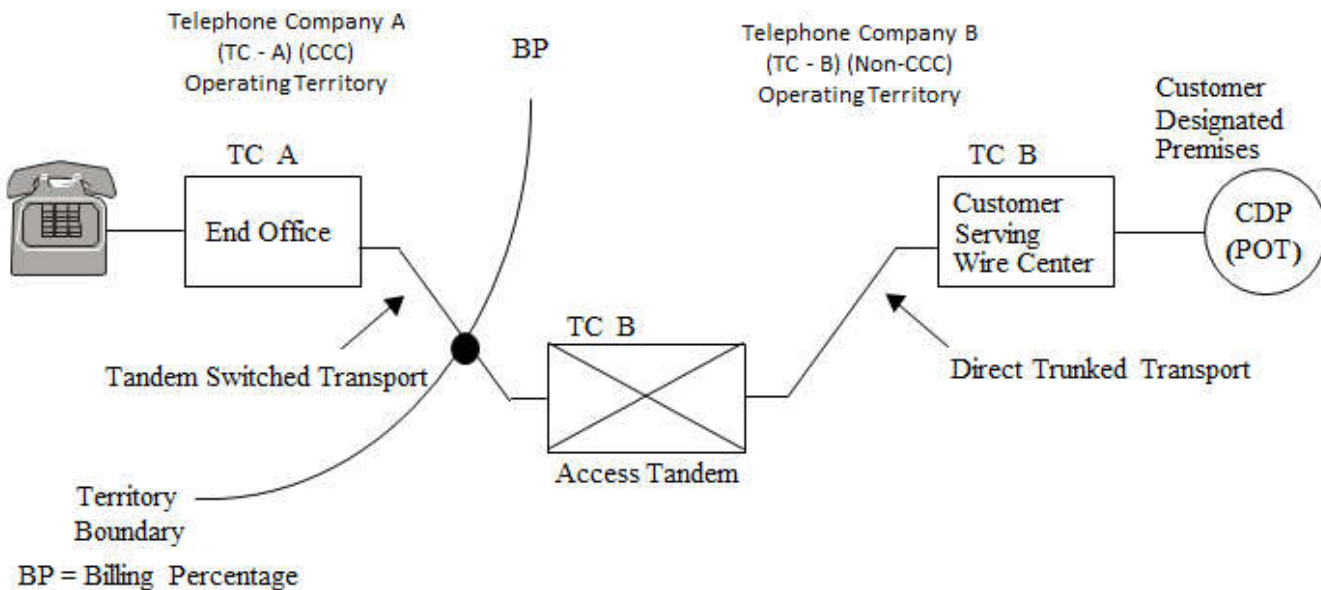 Telephone Company A
(TC - A) (CCC)
Operating Territory
BP
Telephone Company B
(TC - B) (Non-CCC)
Operating Territory
Customer
Designated
Premises
TC A
End Office
TC B
Customer
Serving
Wire Center
CDP
(POT)
TC B
Tandem Switched Transport
Direct Trunked Transport
Access Tandem
Territory
Boundary
BP = Billing Percentage